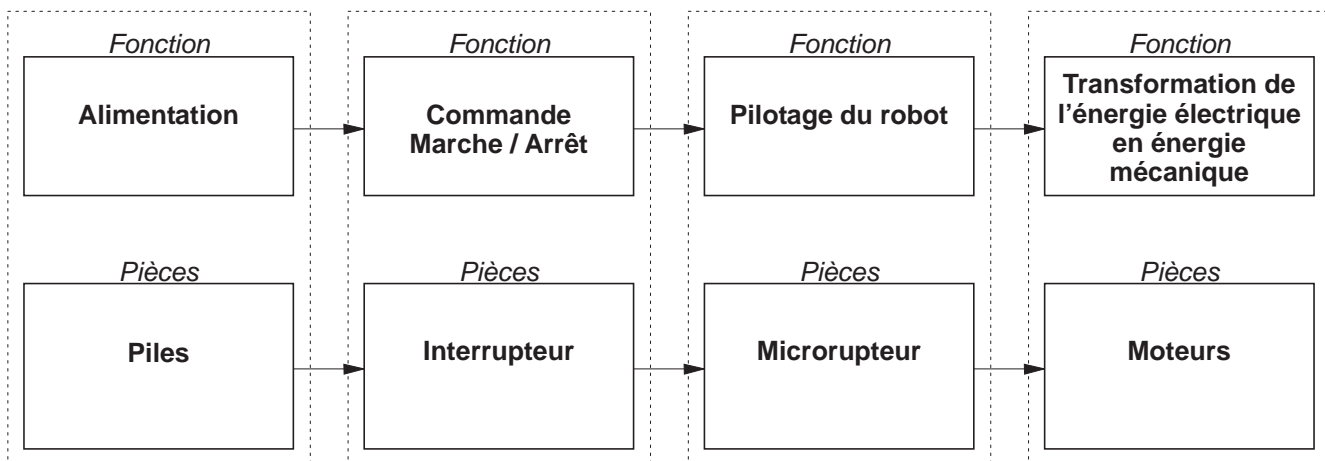 Fonction
Fonction
Fonction
Fonction
Alimentation
Commande
Marche / Arrêt
Pilotage du robot
Transformation de
l’énergie électrique
en énergie
mécanique
Pièces
Pièces
Pièces
Pièces
Piles
Interrupteur
Microrupteur
Moteurs